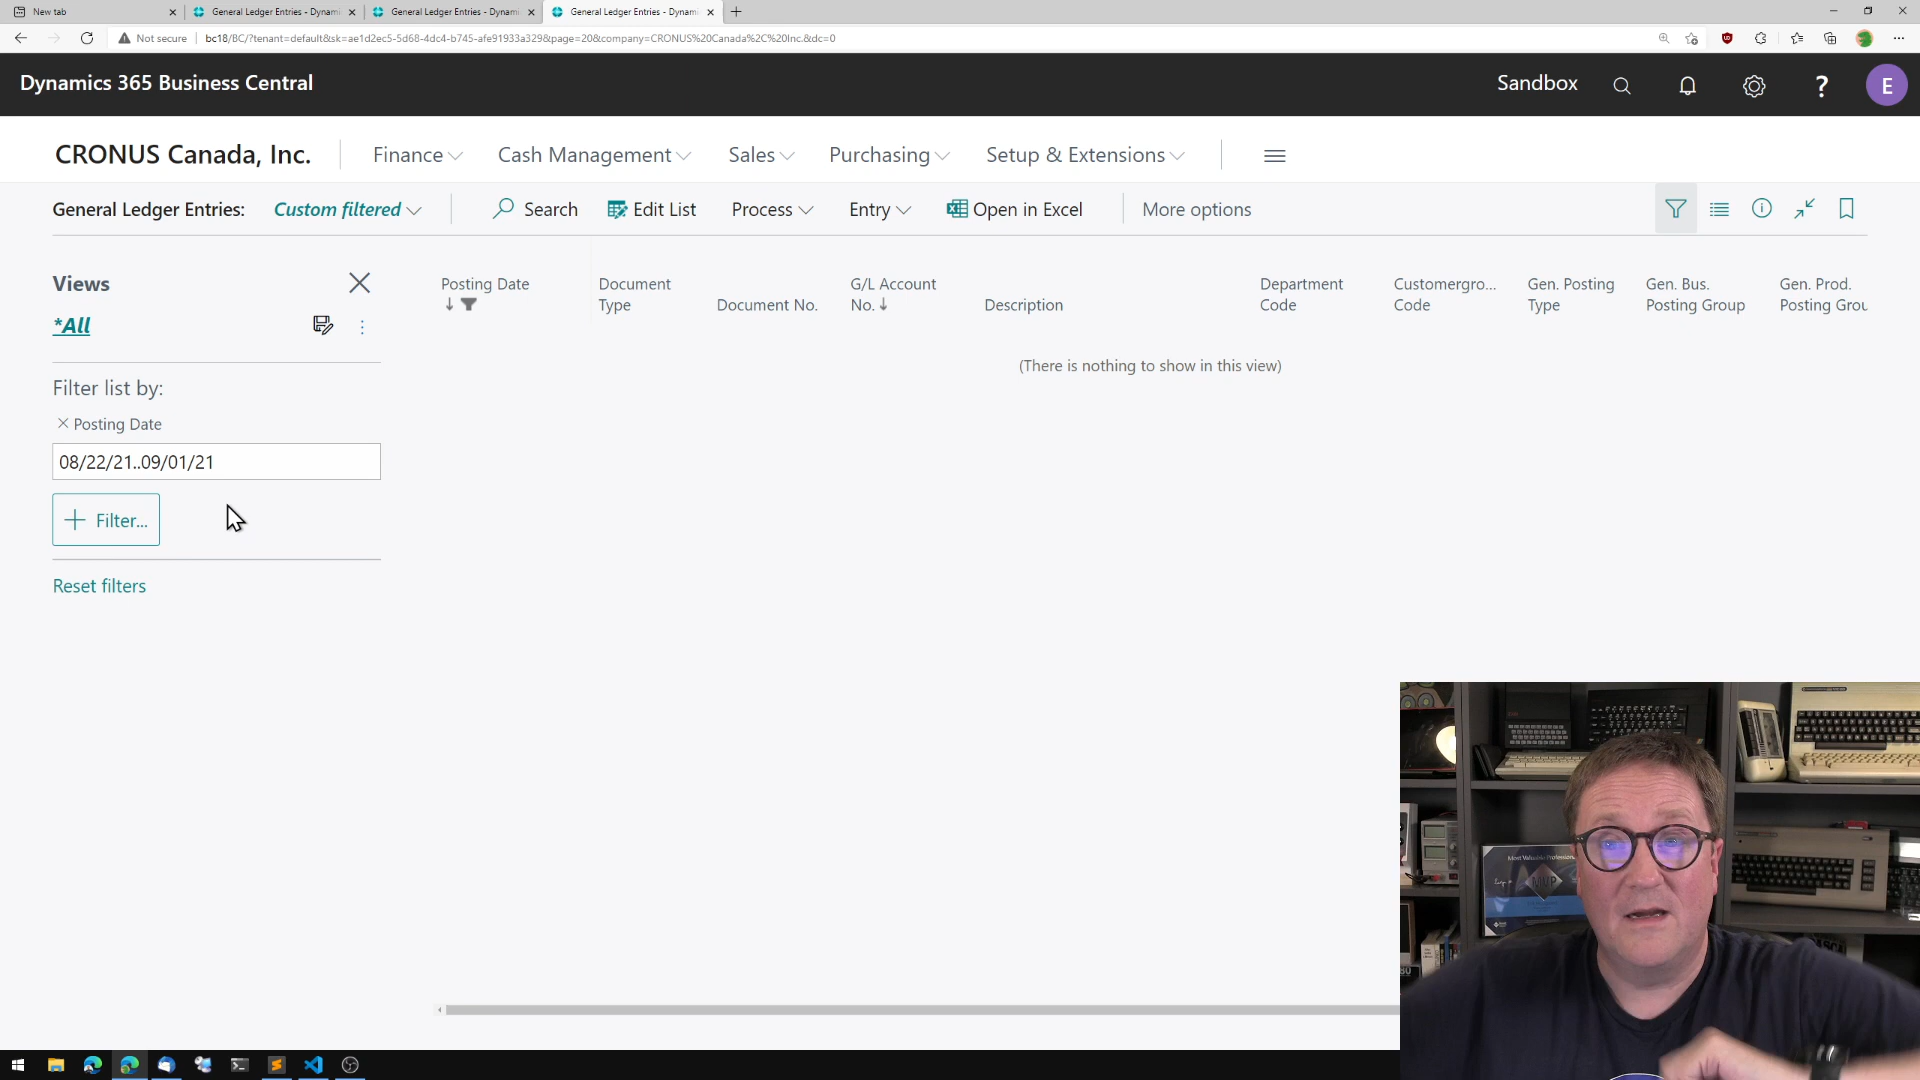 New tab
General Ledger Entries - Dynami
General Ledger Entries - Dynami
General Ledger Entries - Dynami
Not secure
bc18/BC/?tenant=default&sk=ae1d2ec5-5d68-4dc4-b745-afe91933a329&page=20&company=CRONUS%20Canada%2C%20Inc.&dc=0
Dynamics 365 Business Central
Sandbox
?
E
CRONUS Canada, Inc.
Finance
Cash Management
Sales
Purchasing
Setup & Extensions
General Ledger Entries:
Custom filtered
Search
Edit List
Process
Entry
Open in Excel
More options
Views
*All
Filter list by:
× Posting Date
08/22/21..09/01/21
+ Filter...
Reset filters
Posting Date
Document
Type
Document No.
G/L Account
No.
Description
Department
Code
Customergro...
Code
Gen. Posting
Type
Gen. Bus.
Posting Group
Gen. Prod.
Posting Grou
(There is nothing to show in this view)
Most Valuable Professional
MVP